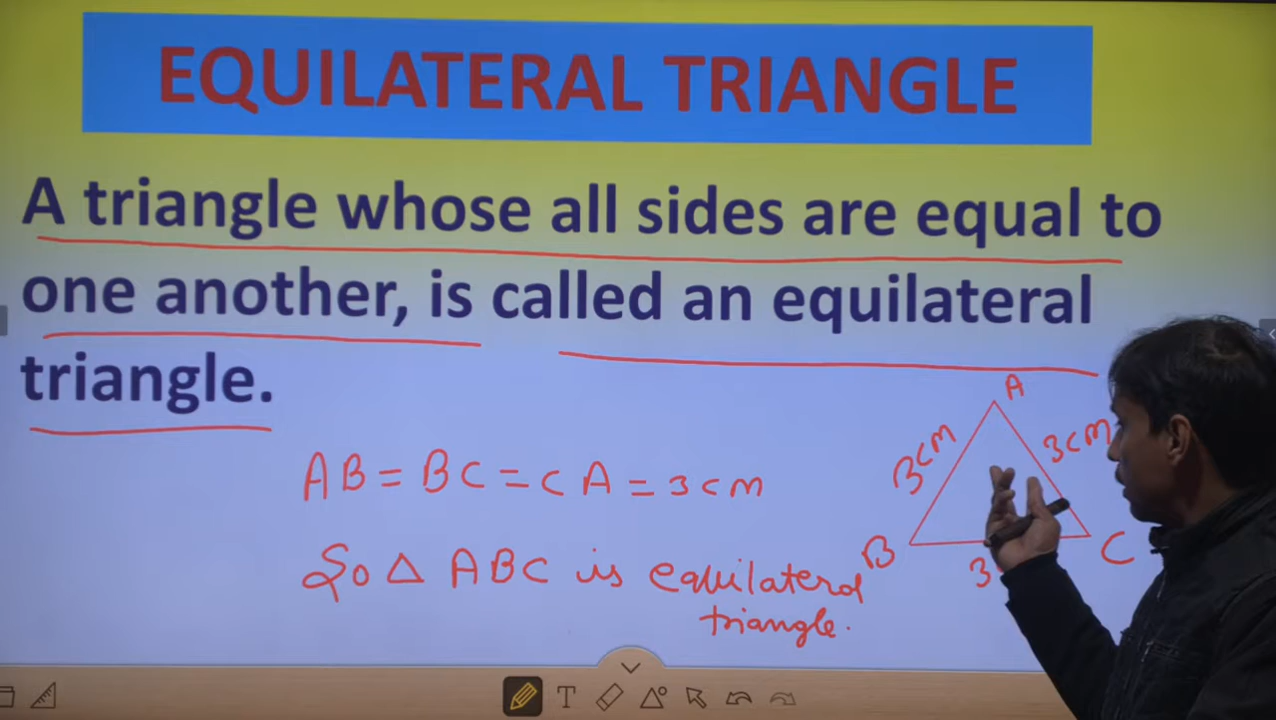 EQUILATERAL TRIANGLE
A triangle whose all sides are equal to
one another, is called an equilateral
triangle.
A
3cm
3cm
AB = BC = CA = 3cm
B
C
3
So △ ABC is equilateral
triangle.
T